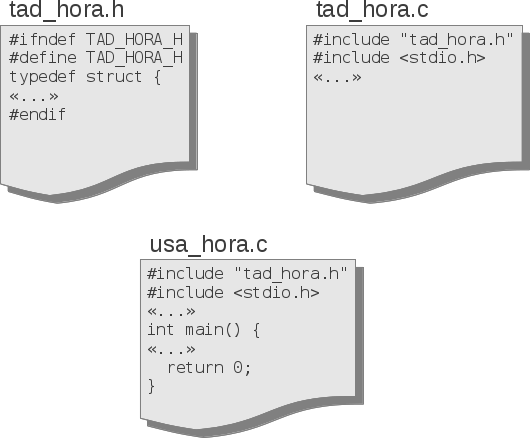 tad_hora.h
#ifndef TAD_HORA_H
#define TAD_HORA_H
typedef struct {
«...»
#endif
tad_hora.c
#include "tad_hora.h"
#include <stdio.h>
«...»
usa_hora.c
#include "tad_hora.h"
#include <stdio.h>
«...»
int main() {
«...»
  return 0;
}